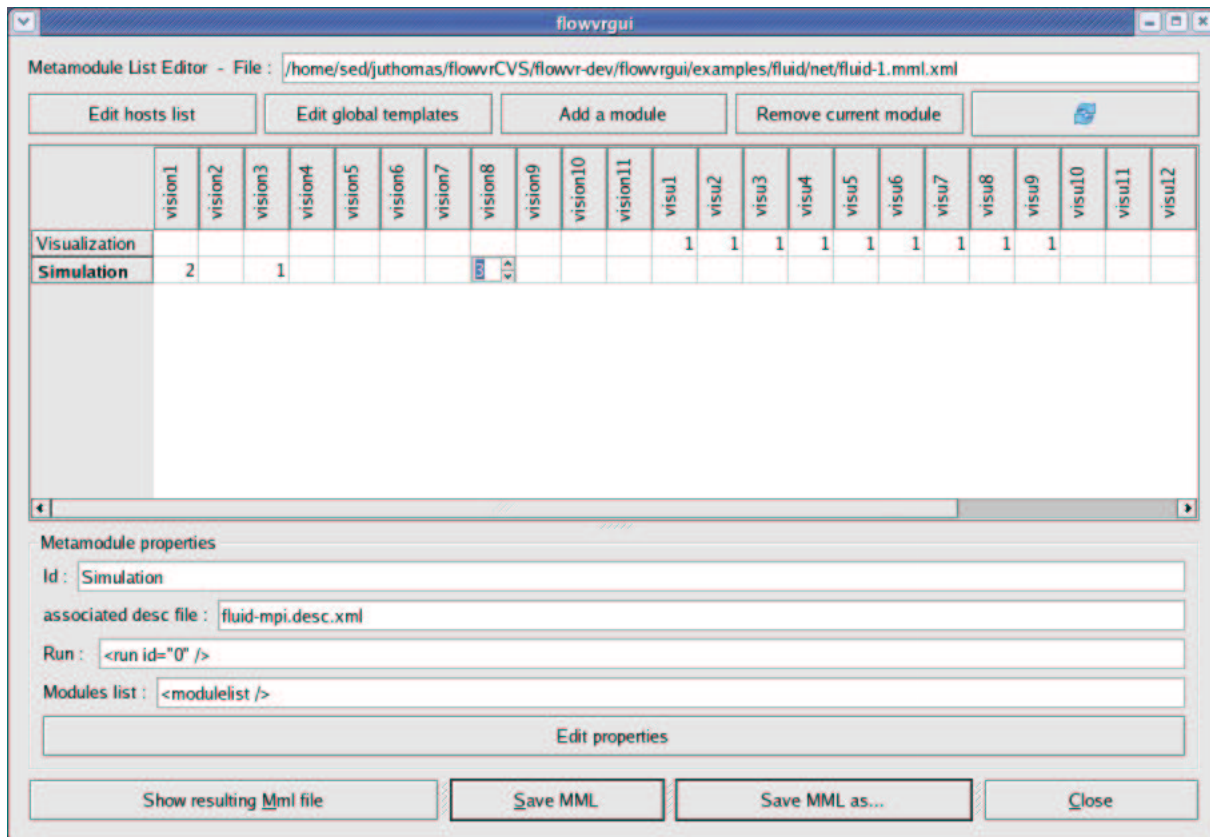 flowvrgui
Metamodule List Editor - File : /home/sed/juthomas/flowvrCVS/flowvr-dev/flowvrgui/examples/fluid/net/fluid-1.mml.xml
Edit hosts list Edit global templates Add a module Remove current module
vision1 vision2 vision3 vision4 vision5 vision6 vision7 vision8 vision9 vision10 vision11 visu1 visu2 visu3 visu4 visu5 visu6 visu7 visu8 visu9 visu10 visu11 visu12
Visualization 1 1 1 1 1 1 1 1 1
Simulation 2 1 3
Metamodule properties
Id : Simulation
associated desc file : fluid-mpi.desc.xml
Run : <run id="0" />
Modules list : <modulelist />
Edit properties
Show resulting Mml file Save MML Save MML as... Close